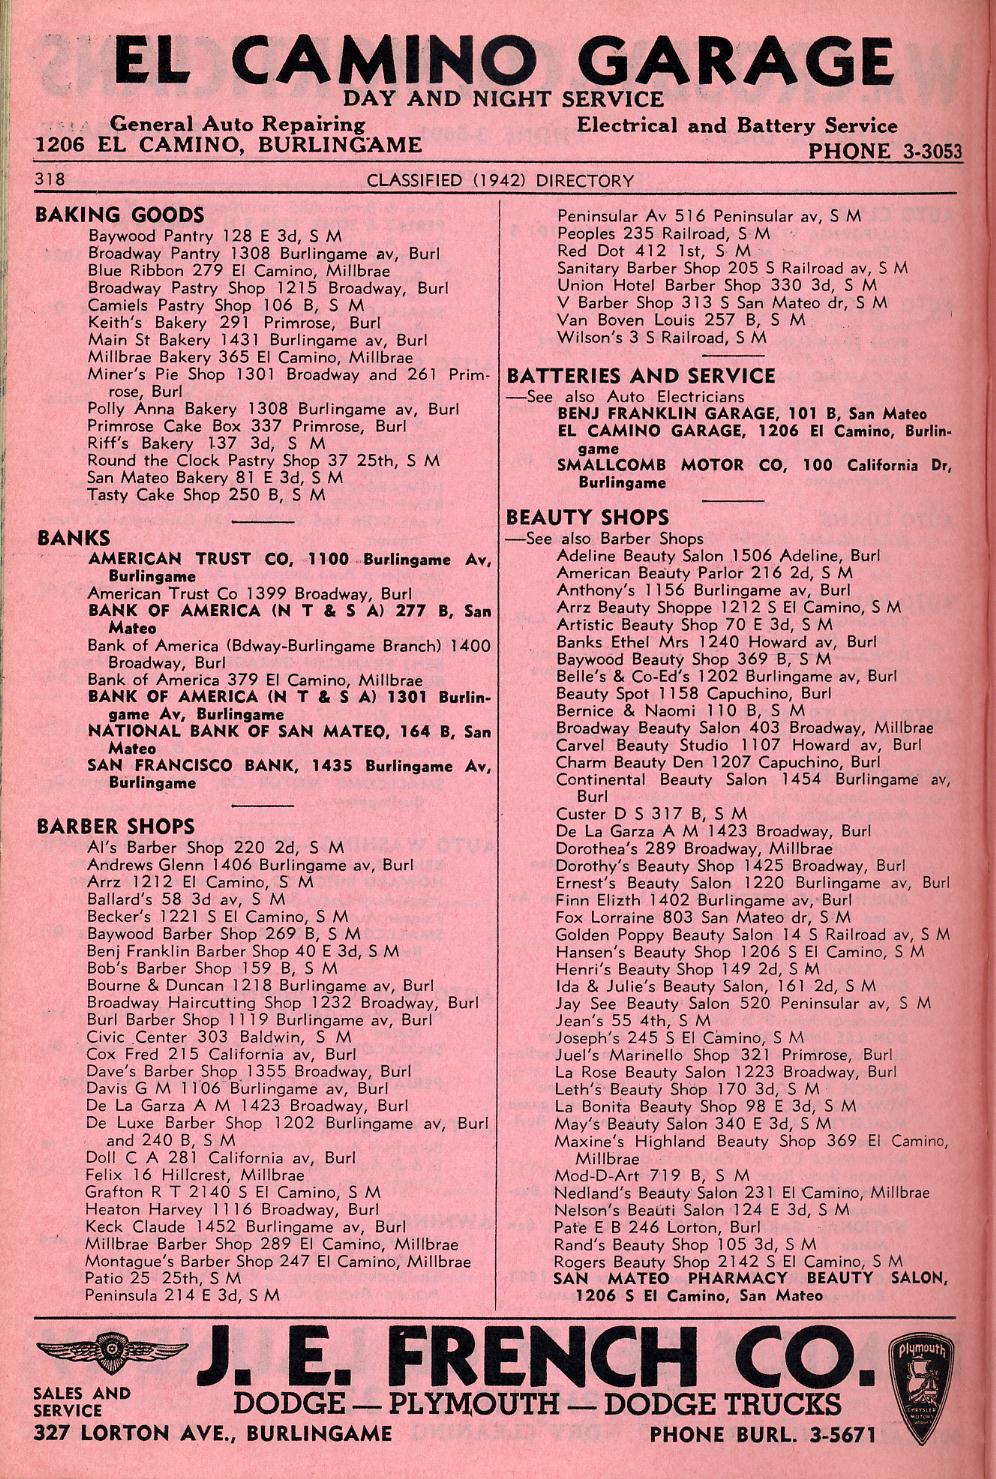 EL CAMINO GARAGE
DAY AND NIGHT SERVICE
General Auto Repairing
Electrical and Battery Service
1206 EL CAMINO, BURLINGAME
PHONE 3-3053
318
CLASSIFIED (1942) DIRECTORY
BAKING GOODS
Baywood Pantry 128 E 3d, S M
Broadway Pantry 1308 Burlingame av, Burl
Blue Ribbon 279 El Camino, Millbrae
Broadway Pastry Shop 1215 Broadway, Burl
Camiels Pastry Shop 106 B, S M
Keith's Bakery 291 Primrose, Burl
Main St Bakery 1431 Burlingame av, Burl
Millbrae Bakery 365 El Camino, Millbrae
Miner's Pie Shop 1301 Broadway and 261 Prim-
rose, Burl
Polly Anna Bakery 1308 Burlingame av, Burl
Primrose Cake Box 337 Primrose, Burl
Riff's Bakery 137 3d, S M
Round the Clock Pastry Shop 37 25th, S M
San Mateo Bakery 81 E 3d, S M
Tasty Cake Shop 250 B, S M
BANKS
AMERICAN TRUST CO, 1100 Burlingame Av,
Burlingame
American Trust Co 1399 Broadway, Burl
BANK OF AMERICA (N T & S A) 277 B, San
Mateo
Bank of America (Bdway-Burlingame Branch) 1400
Broadway, Burl
Bank of America 379 El Camino, Millbrae
BANK OF AMERICA (N T & S A) 1301 Burlin-
game Av, Burlingame
NATIONAL BANK OF SAN MATEO, 164 B, San
Mateo
SAN FRANCISCO BANK, 1435 Burlingame Av,
Burlingame
BARBER SHOPS
Al's Barber Shop 220 2d, S M
Andrews Glenn 1406 Burlingame av, Burl
Arrz 1212 El Camino, S M
Ballard's 58 3d av, S M
Becker's 1221 S El Camino, S M
Baywood Barber Shop 269 B, S M
Benj Franklin Barber Shop 40 E 3d, S M
Bob's Barber Shop 159 B, S M
Bourne & Duncan 1218 Burlingame av, Burl
Broadway Haircutting Shop 1232 Broadway, Burl
Burl Barber Shop 1119 Burlingame av, Burl
Civic Center 303 Baldwin, S M
Cox Fred 215 California av, Burl
Dave's Barber Shop 1355 Broadway, Burl
Davis G M 1106 Burlingame av, Burl
De La Garza A M 1423 Broadway, Burl
De Luxe Barber Shop 1202 Burlingame av, Burl
and 240 B, S M
Doll C A 281 California av, Burl
Felix 16 Hillcrest, Millbrae
Grafton R T 2140 S El Camino, S M
Heaton Harvey 1116 Broadway, Burl
Keck Claude 1452 Burlingame av, Burl
Millbrae Barber Shop 289 El Camino, Millbrae
Montague's Barber Shop 247 El Camino, Millbrae
Patio 25 25th, S M
Peninsula 214 E 3d, S M
Peninsular Av 516 Peninsular av, S M
Peoples 235 Railroad, S M
Red Dot 412 1st, S M
Sanitary Barber Shop 205 S Railroad av, S M
Union Hotel Barber Shop 330 3d, S M
V Barber Shop 313 S San Mateo dr, S M
Van Boven Louis 257 B, S M
Wilson's 3 S Railroad, S M
BATTERIES AND SERVICE
—See also Auto Electricians
BENJ FRANKLIN GARAGE, 101 B, San Mateo
EL CAMINO GARAGE, 1206 El Camino, Burlin-
game
SMALLCOMB MOTOR CO, 100 California Dr,
Burlingame
BEAUTY SHOPS
—See also Barber Shops
Adeline Beauty Salon 1506 Adeline, Burl
American Beauty Parlor 216 2d, S M
Anthony's 1156 Burlingame av, Burl
Arrz Beauty Shoppe 1212 S El Camino, S M
Artistic Beauty Shop 70 E 3d, S M
Banks Ethel Mrs 1240 Howard av, Burl
Baywood Beauty Shop 369 B, S M
Belle's & Co-Ed's 1202 Burlingame av, Burl
Beauty Spot 1158 Capuchino, Burl
Bernice & Naomi 110 B, S M
Broadway Beauty Salon 403 Broadway, Millbrae
Carvel Beauty Studio 1107 Howard av, Burl
Charm Beauty Den 1207 Capuchino, Burl
Continental Beauty Salon 1454 Burlingame av,
Burl
Custer D S 317 B, S M
De La Garza A M 1423 Broadway, Burl
Dorothea's 289 Broadway, Millbrae
Dorothy's Beauty Shop 1425 Broadway, Burl
Ernest's Beauty Salon 1220 Burlingame av, Burl
Finn Elizth 1402 Burlingame av, Burl
Fox Lorraine 803 San Mateo dr, S M
Golden Poppy Beauty Salon 14 S Railroad av, S M
Hansen's Beauty Shop 1206 S El Camino, S M
Henri's Beauty Shop 149 2d, S M
Ida & Julie's Beauty Salon, 161 2d, S M
Jay See Beauty Salon 520 Peninsular av, S M
Jean's 55 4th, S M
Joseph's 245 S El Camino, S M
Juel's Marinello Shop 321 Primrose, Burl
La Rose Beauty Salon 1223 Broadway, Burl
Leth's Beauty Shop 170 3d, S M
La Bonita Beauty Shop 98 E 3d, S M
May's Beauty Salon 340 E 3d, S M
Maxine's Highland Beauty Shop 369 El Camino,
Millbrae
Mod-D-Art 719 B, S M
Nedland's Beauty Salon 231 El Camino, Millbrae
Nelson's Beauti Salon 124 E 3d, S M
Pate E B 246 Lorton, Burl
Rand's Beauty Shop 105 3d, S M
Rogers Beauty Shop 2142 S El Camino, S M
SAN MATEO PHARMACY BEAUTY SALON,
1206 S El Camino, San Mateo
J. E. FRENCH CO.
Plymouth
CHRYSLER
MOTORS
SALES AND
SERVICE
DODGE — PLYMOUTH — DODGE TRUCKS
327 LORTON AVE., BURLINGAME
PHONE BURL. 3-5671